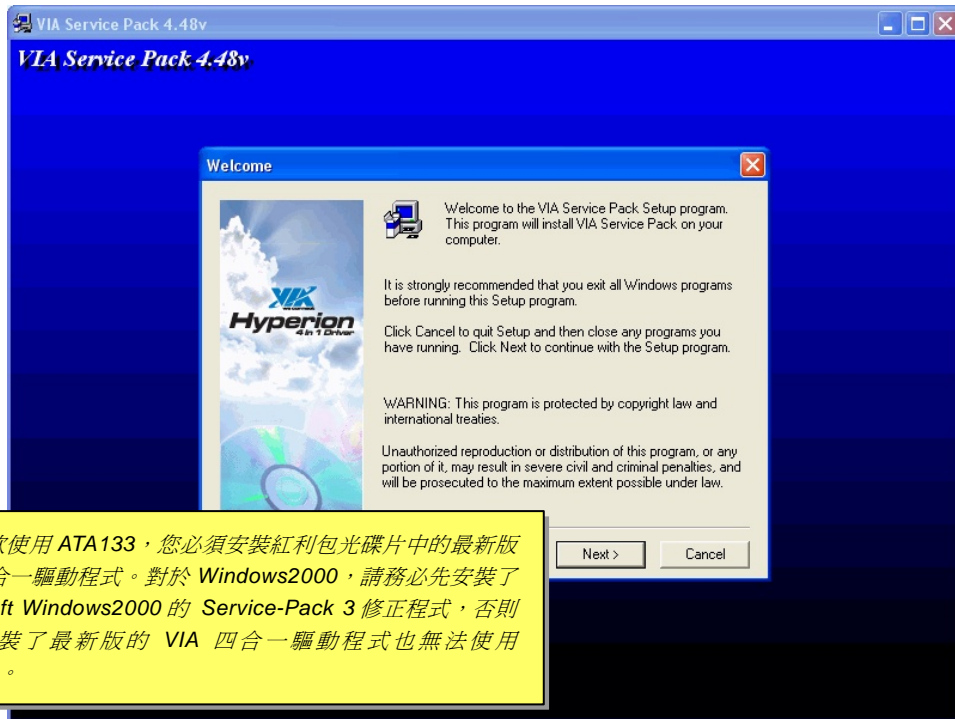 VIA Service Pack 4.48v
VIA Service Pack 4.48v
Welcome
Welcome to the VIA Service Pack Setup program.
This program will install VIA Service Pack on your
computer.
It is strongly recommended that you exit all Windows programs
before running this Setup program.
Click Cancel to quit Setup and then close any programs you
have running. Click Next to continue with the Setup program.
WARNING: This program is protected by copyright law and
international treaties.
Unauthorized reproduction or distribution of this program, or any
portion of it, may result in severe civil and criminal penalties, and
will be prosecuted to the maximum extent possible under law.
VIA
Hyperion
4 in 1 Driver
Next >
Cancel
使用 ATA133，您必須安裝紅利包光碟片中的最新版
合一驅動程式。對於 Windows2000，請務必先安裝了
ft Windows2000 的 Service-Pack 3 修正程式，否則
裝了最新版的 VIA 四合一驅動程式也無法使用
。